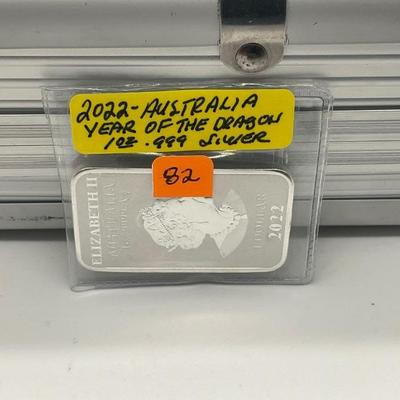 2022-AUSTRALIA
YEAR OF THE DRAGON
1OZ .999 SILVER
82
ELIZABETH II
AUSTRALIA
1 DOLLAR
2022